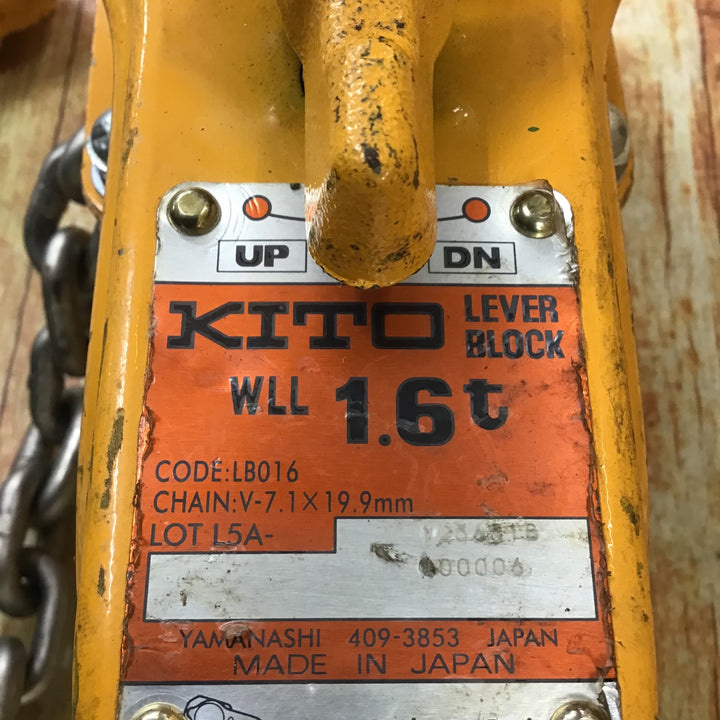 UP DN
KITO LEVER BLOCK
WLL 1.6t
CODE:LB016
CHAIN:V-7.1×19.9mm
LOT L5A-
000006
YAMANASHI 409-3853 JAPAN
MADE IN JAPAN